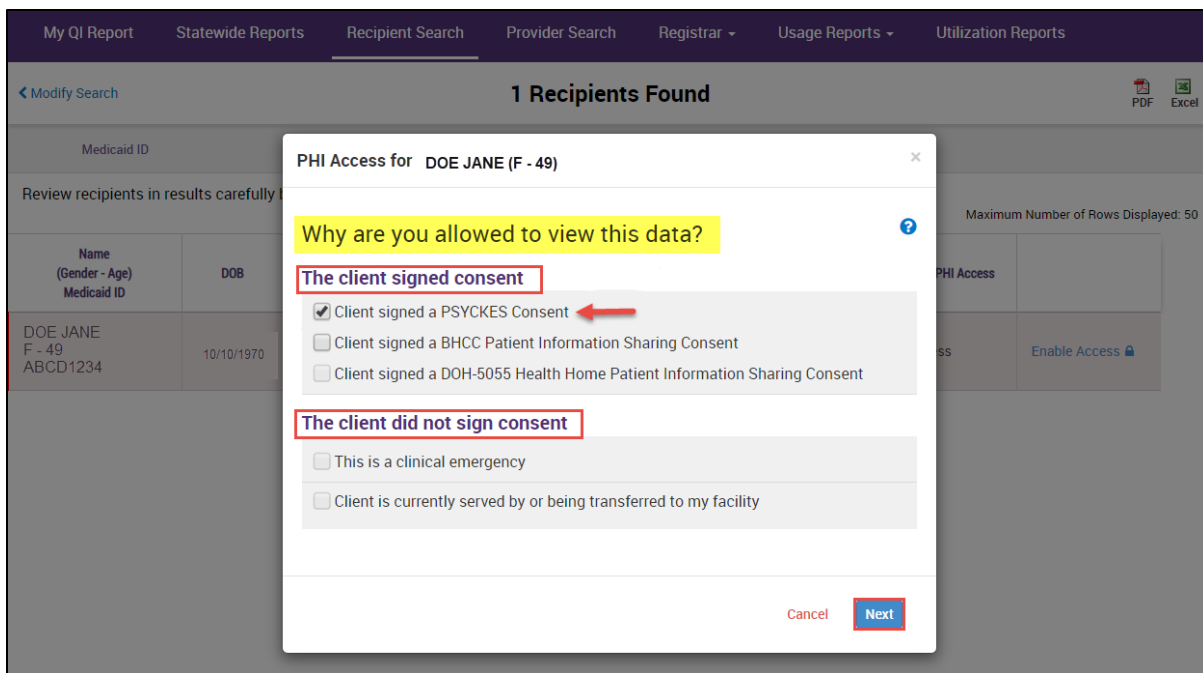 My QI Report Statewide Reports Recipient Search Provider Search Registrar Usage Reports Utilization Reports
Modify Search 1 Recipients Found PDF Excel
Medicaid ID
PHI Access for DOE JANE (F - 49) ×
Review recipients in results carefully
Maximum Number of Rows Displayed: 50
Why are you allowed to view this data? ?
Name
(Gender - Age)
Medicaid ID
DOB
PHI Access
The client signed consent
Client signed a PSYCKES Consent
Client signed a BHCC Patient Information Sharing Consent
Client signed a DOH-5055 Health Home Patient Information Sharing Consent
DOE JANE
F - 49
ABCD1234
10/10/1970
ss
Enable Access
The client did not sign consent
This is a clinical emergency
Client is currently served by or being transferred to my facility
Cancel Next